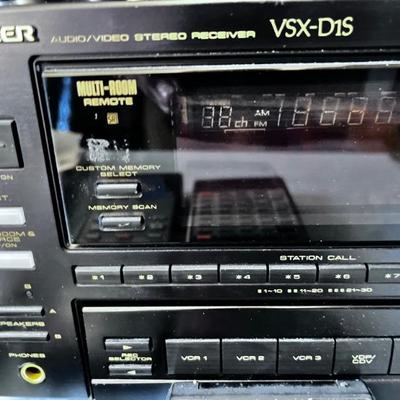 EER AUDIO/VIDEO STEREO RECEIVER VSX-D1S
MULTI-ROOM
REMOTE
AM
ch FM
CUSTOM MEMORY
SELECT
MEMORY SCAN
STATION CALL
*1 *2 *3 *4 *5 *6 *7
*1~10 *11~20 *21~30
B
A
SPEAKERS
B
REC
SELECTOR
VCR 1 VCR 2 VCR 3 VDP/
CDV
PHONES